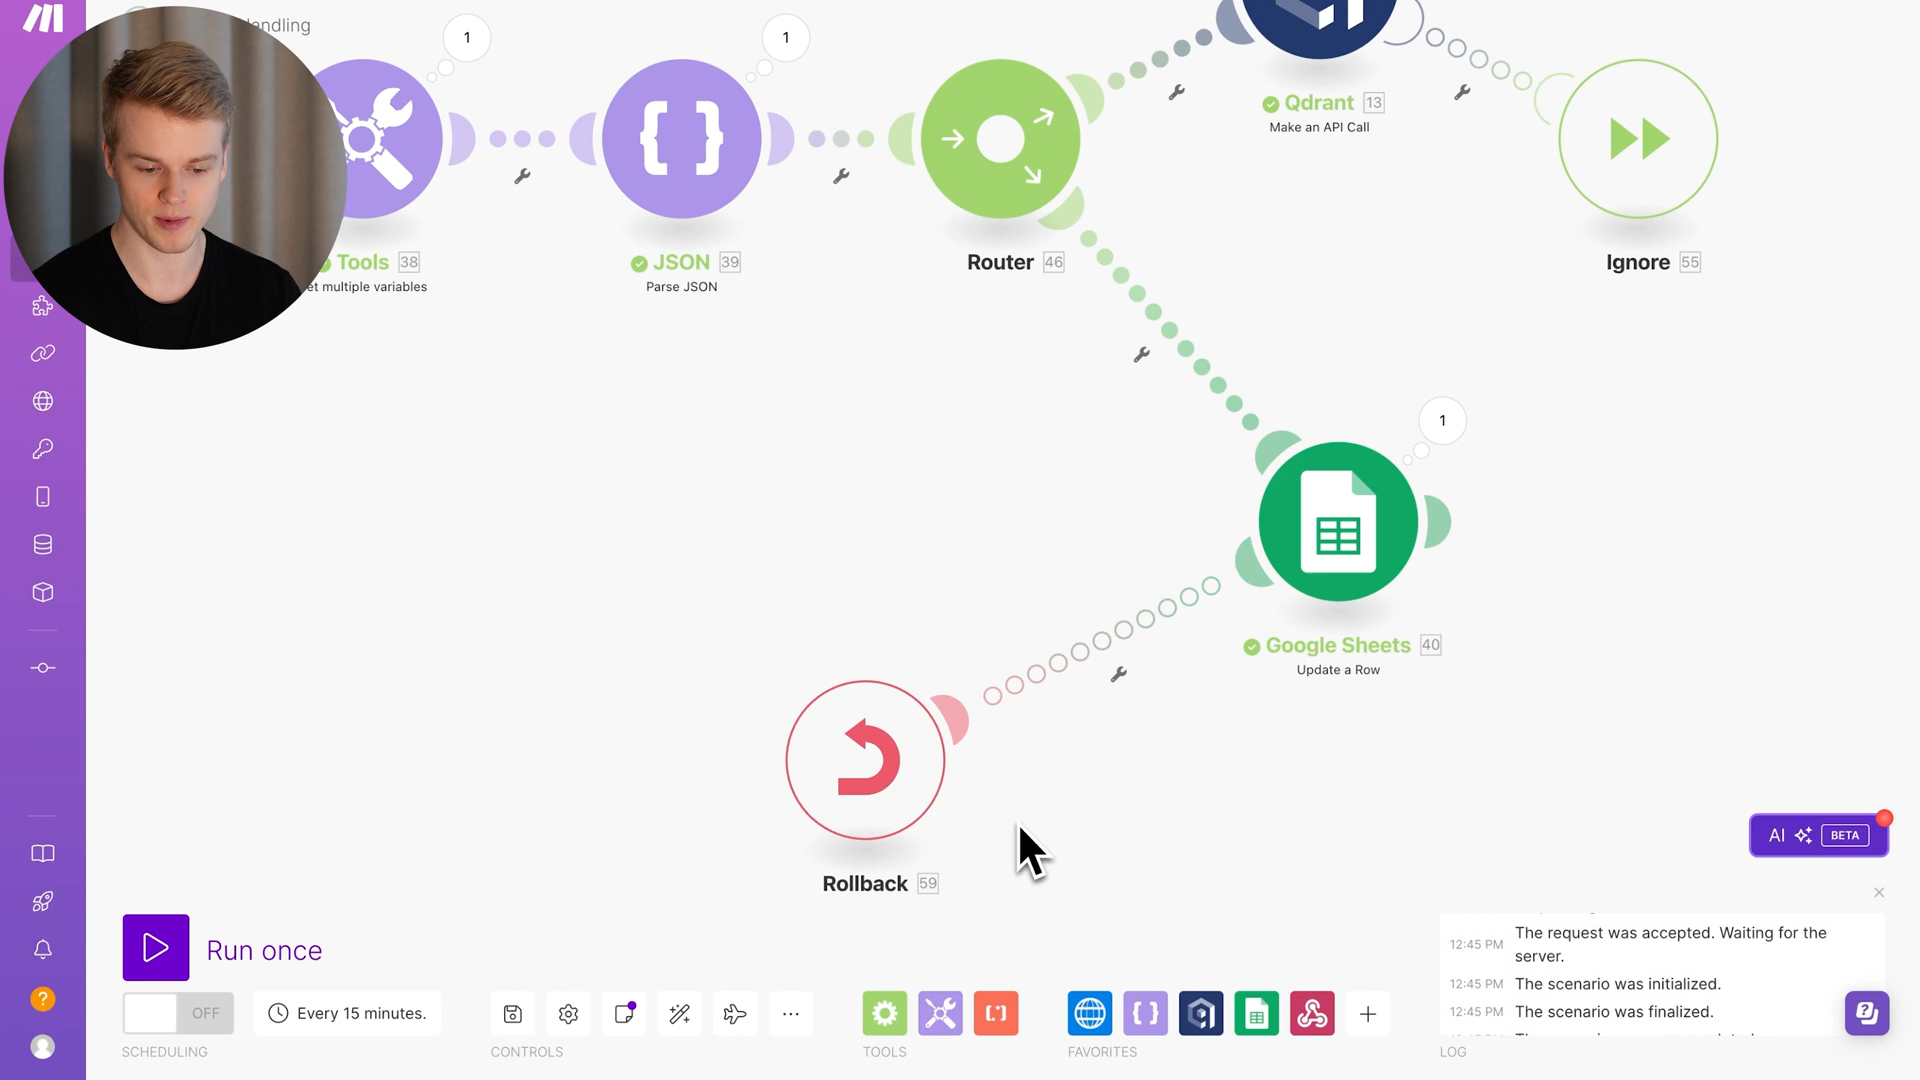 andling
1
1
Tools 38
et multiple variables
JSON 39
Parse JSON
Router 46
Qdrant 13
Make an API Call
Ignore 55
1
Google Sheets 40
Update a Row
Rollback 59
AI BETA
Run once
OFF
Every 15 minutes.
SCHEDULING
CONTROLS
TOOLS
FAVORITES
12:45 PM The request was accepted. Waiting for the
server.
12:45 PM The scenario was initialized.
12:45 PM The scenario was finalized.
LOG